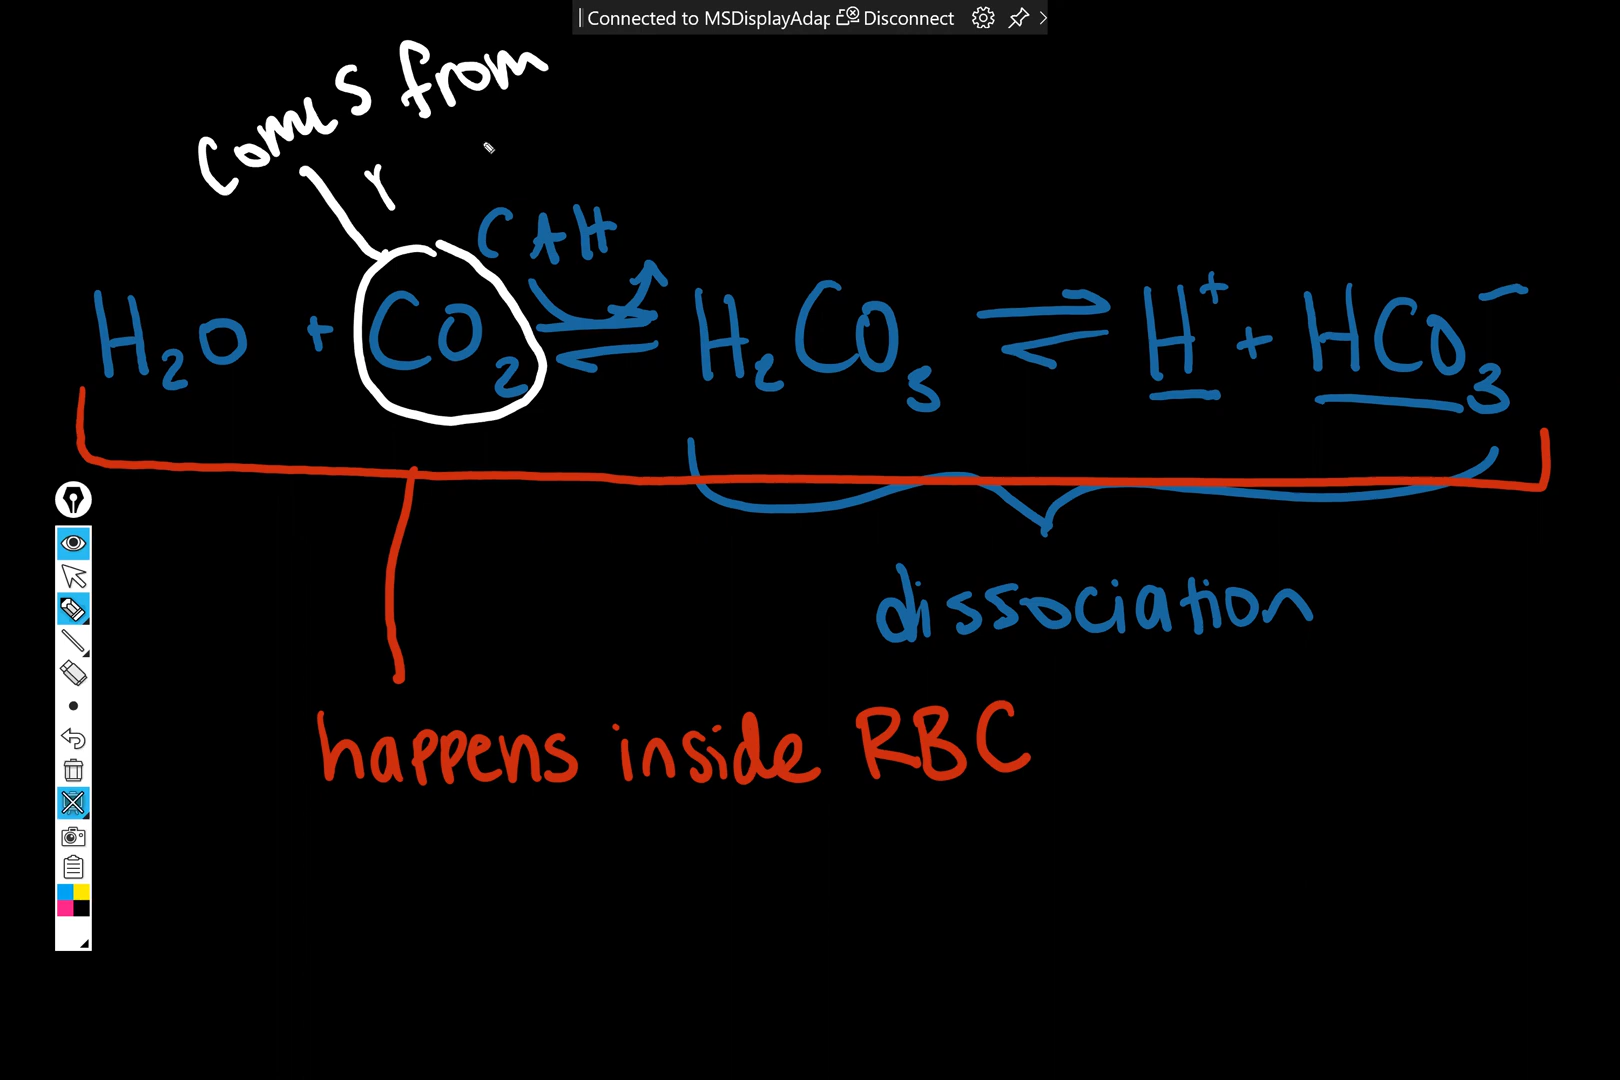 Connected to MSDisplayAdap Disconnect
Comes from
r
CAH
H₂O + CO₂ ⇌ H₂CO₃ ⇌ H⁺ + HCO₃⁻
dissociation
happens inside RBC